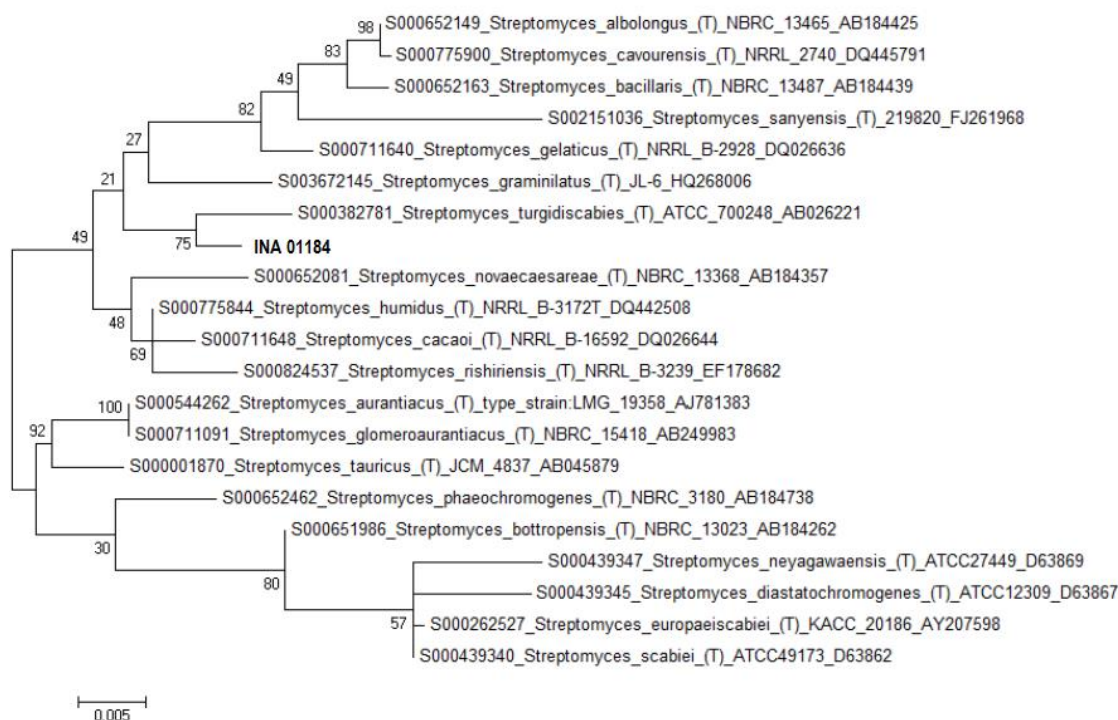 98
S000652149_Streptomyces_albolongus_(T)_NBRC_13465_AB184425
83
S000775900_Streptomyces_cavourensis_(T)_NRRL_2740_DQ445791
49
S000652163_Streptomyces_bacillaris_(T)_NBRC_13487_AB184439
82
S002151036_Streptomyces_sanyensis_(T)_219820_FJ261968
27
S000711640_Streptomyces_gelaticus_(T)_NRRL_B-2928_DQ026636
21
S003672145_Streptomyces_graminilatus_(T)_JL-6_HQ268006
S000382781_Streptomyces_turgidiscabies_(T)_ATCC_700248_AB026221
49
75
INA 01184
S000652081_Streptomyces_novaecaesareae_(T)_NBRC_13368_AB184357
S000775844_Streptomyces_humidus_(T)_NRRL_B-3172T_DQ442508
48
S000711648_Streptomyces_cacaoi_(T)_NRRL_B-16592_DQ026644
69
S000824537_Streptomyces_rishiriensis_(T)_NRRL_B-3239_EF178682
100
S000544262_Streptomyces_aurantiacus_(T)_type_strain:LMG_19358_AJ781383
92
S000711091_Streptomyces_glomeroaurantiacus_(T)_NBRC_15418_AB249983
S000001870_Streptomyces_tauricus_(T)_JCM_4837_AB045879
S000652462_Streptomyces_phaeochromogenes_(T)_NBRC_3180_AB184738
S000651986_Streptomyces_bottropensis_(T)_NBRC_13023_AB184262
30
S000439347_Streptomyces_neyagawaensis_(T)_ATCC27449_D63869
80
S000439345_Streptomyces_diastatochromogenes_(T)_ATCC12309_D63867
57
S000262527_Streptomyces_europaeiscabiei_(T)_KACC_20186_AY207598
S000439340_Streptomyces_scabiei_(T)_ATCC49173_D63862
0.005